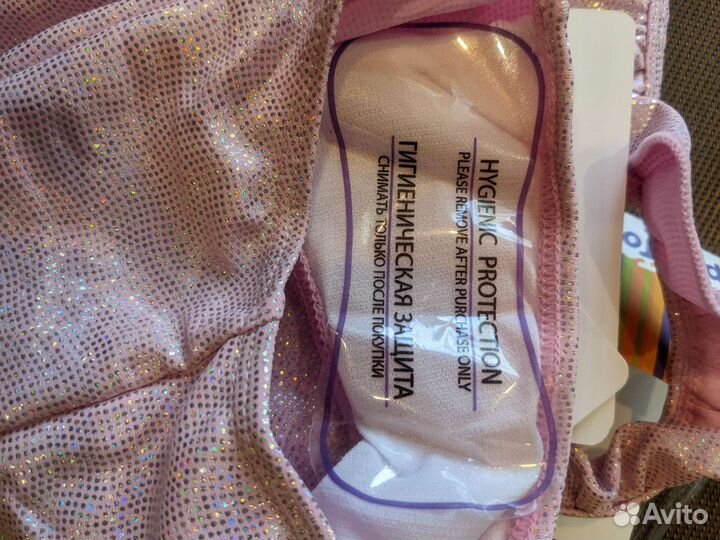 HYGIENIC PROTECTION
PLEASE REMOVE AFTER PURCHASE ONLY
ГИГИЕНИЧЕСКАЯ ЗАЩИТА
СНИМАТЬ ТОЛЬКО ПОСЛЕ ПОКУПКИ
Avito